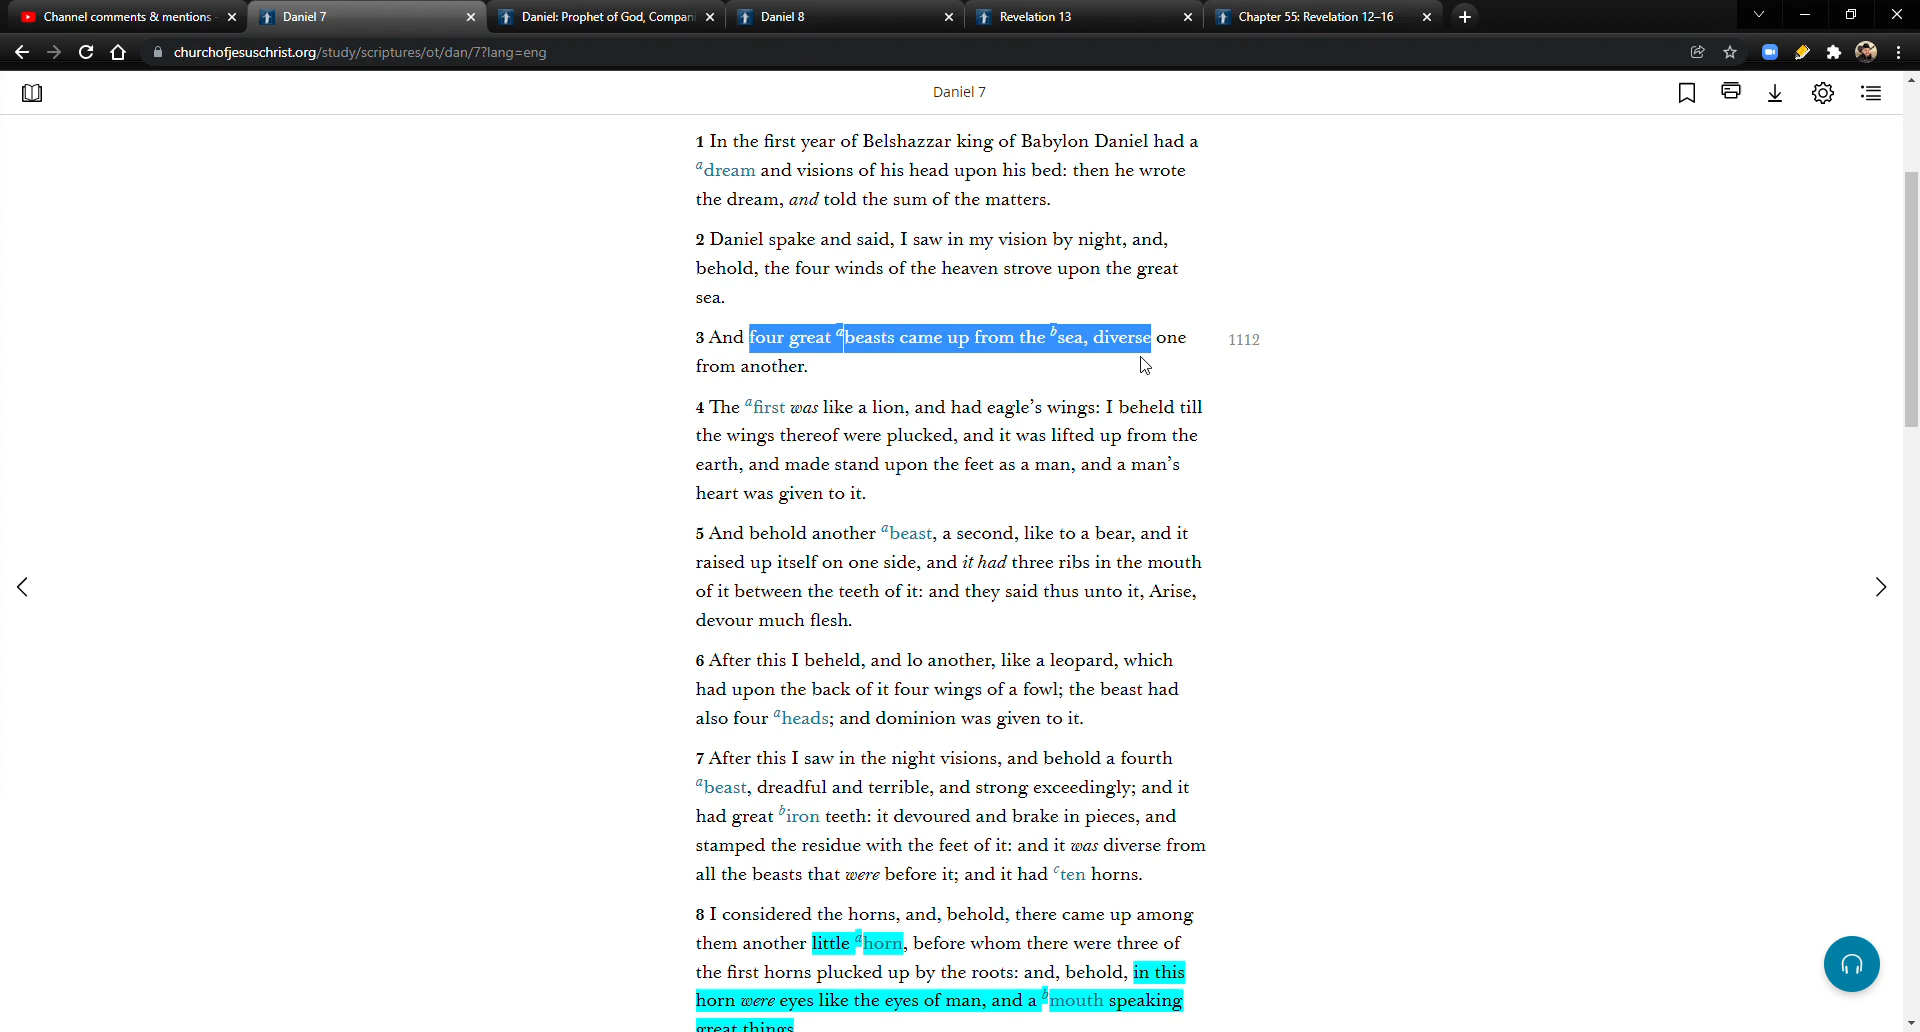 Channel comments & mentions
Daniel 7
Daniel: Prophet of God, Compani
Daniel 8
Revelation 13
Chapter 55: Revelation 12–16
churchofjesuschrist.org/study/scriptures/ot/dan/7?lang=eng
Daniel 7
1 In the first year of Belshazzar king of Babylon Daniel had a
a dream and visions of his head upon his bed: then he wrote
the dream, and told the sum of the matters.
2 Daniel spake and said, I saw in my vision by night, and,
behold, the four winds of the heaven strove upon the great
sea.
3 And four great a beasts came up from the b sea, diverse one
1112
from another.
4 The a first was like a lion, and had eagle’s wings: I beheld till
the wings thereof were plucked, and it was lifted up from the
earth, and made stand upon the feet as a man, and a man’s
heart was given to it.
5 And behold another a beast, a second, like to a bear, and it
raised up itself on one side, and it had three ribs in the mouth
of it between the teeth of it: and they said thus unto it, Arise,
devour much flesh.
6 After this I beheld, and lo another, like a leopard, which
had upon the back of it four wings of a fowl; the beast had
also four a heads; and dominion was given to it.
7 After this I saw in the night visions, and behold a fourth
a beast, dreadful and terrible, and strong exceedingly; and it
had great b iron teeth: it devoured and brake in pieces, and
stamped the residue with the feet of it: and it was diverse from
all the beasts that were before it; and it had c ten horns.
8 I considered the horns, and, behold, there came up among
them another little a horn, before whom there were three of
the first horns plucked up by the roots: and, behold, in this
horn were eyes like the eyes of man, and a b mouth speaking
great things